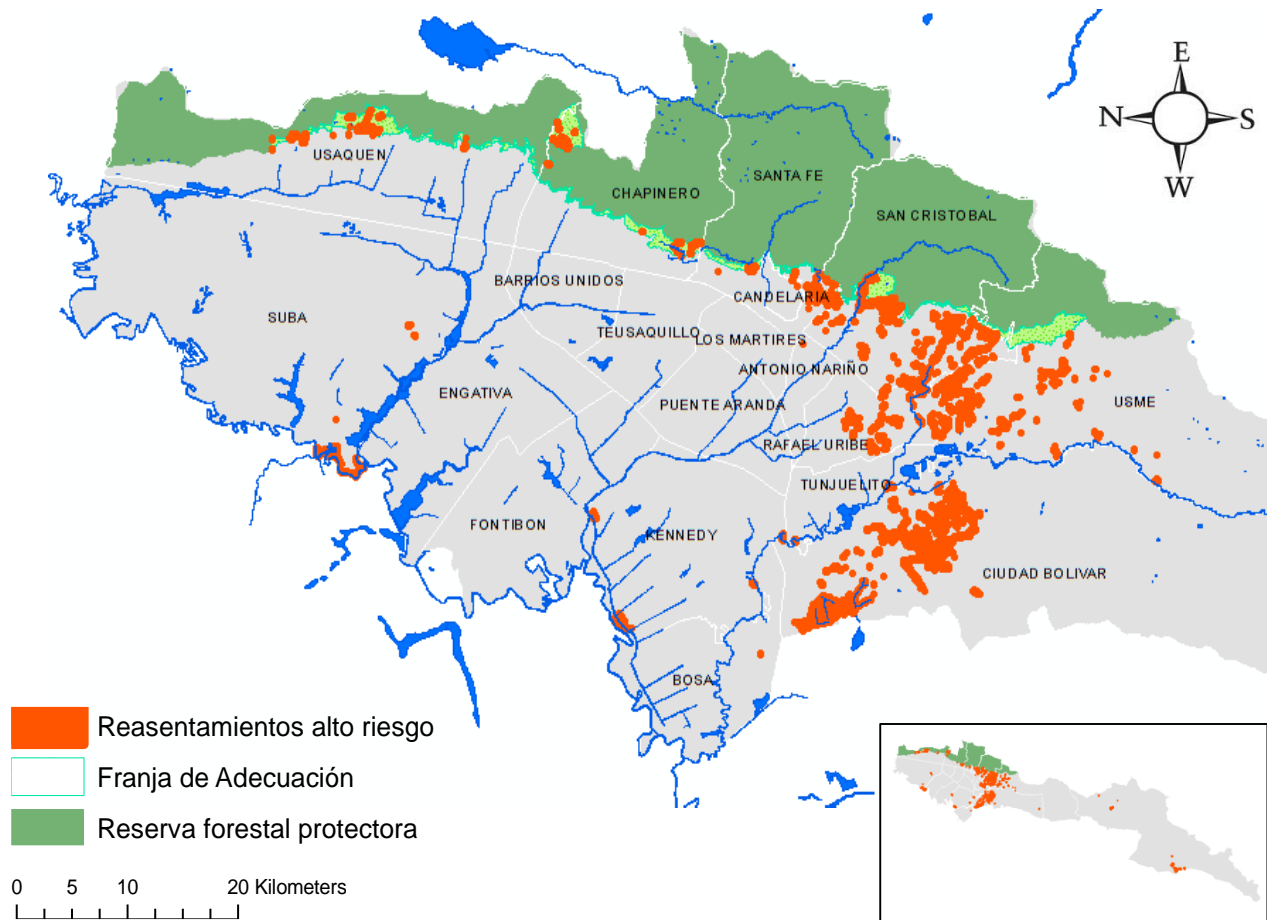 E
N
S
W
USAQUEN
CHAPINERO
SANTA FE
SAN CRISTOBAL
BARRIOS UNIDOS
CANDELARIA
SUBA
TEUSAQUILLO
LOS MARTIRES
ANTONIO NARIÑO
ENGATIVA
PUENTE ARANDA
USME
RAFAEL URIBE
TUNJUELITO
FONTIBON
KENNEDY
CIUDAD BOLIVAR
BOSA
Reasentamientos alto riesgo
Franja de Adecuación
Reserva forestal protectora
0 5 10 20 Kilometers